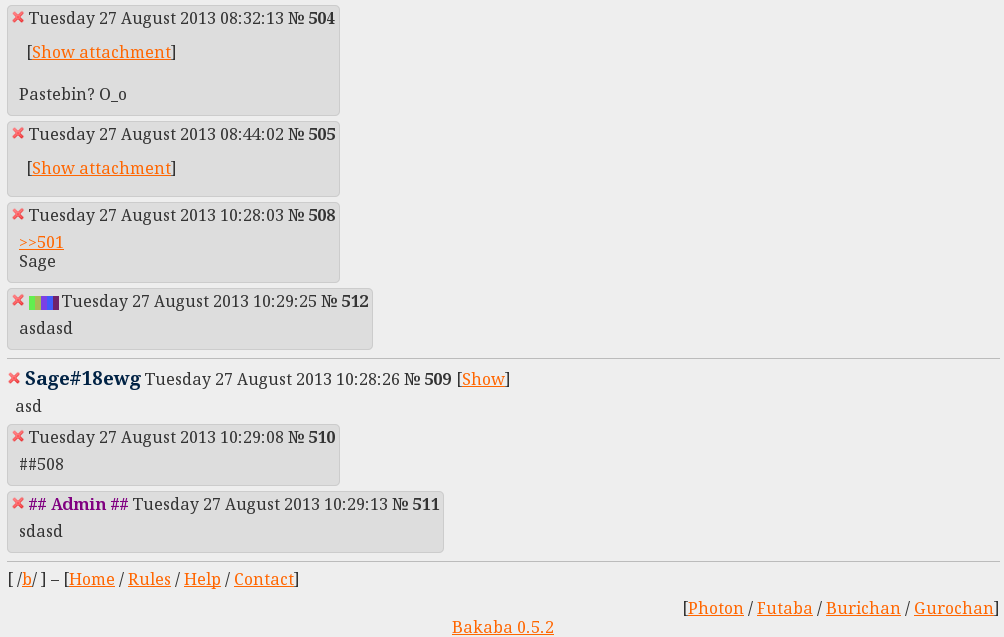 Tuesday 27 August 2013 08:32:13 № 504
[Show attachment]
Pastebin? O_o
Tuesday 27 August 2013 08:44:02 № 505
[Show attachment]
Tuesday 27 August 2013 10:28:03 № 508
>>501
Sage
Tuesday 27 August 2013 10:29:25 № 512
asdasd
Sage#18ewg Tuesday 27 August 2013 10:28:26 № 509 [Show]
asd
Tuesday 27 August 2013 10:29:08 № 510
##508
## Admin ## Tuesday 27 August 2013 10:29:13 № 511
sdasd
[ /b/ ] – [Home / Rules / Help / Contact]
[Photon / Futaba / Burichan / Gurochan]
Bakaba 0.5.2